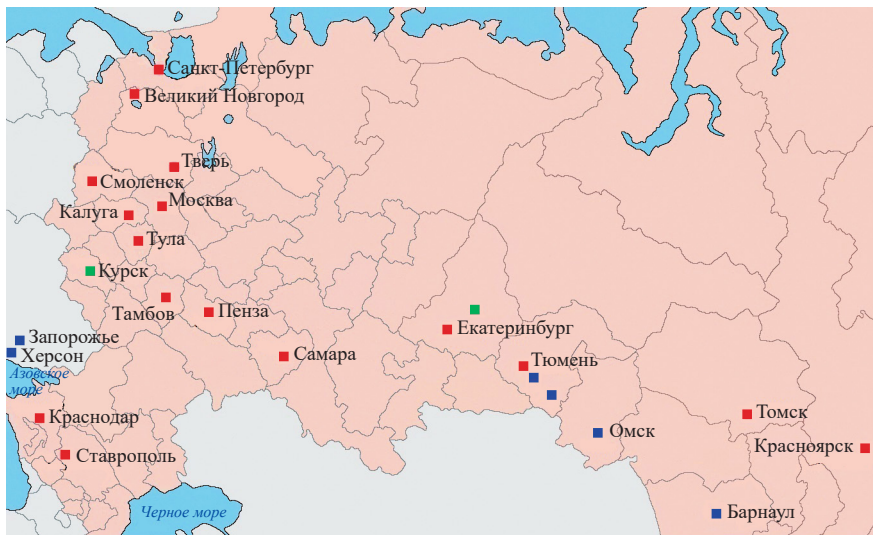 Санкт-Петербург
Великий Новгород
Тверь
Смоленск
Москва
Калуга
Тула
Курск
Тамбов
Пенза
Екатеринбург
Запорожье
Херсон
Самара
Тюмень
Азовское
море
Краснодар
Томск
Омск
Красноярск
Ставрополь
Черное море
Барнаул